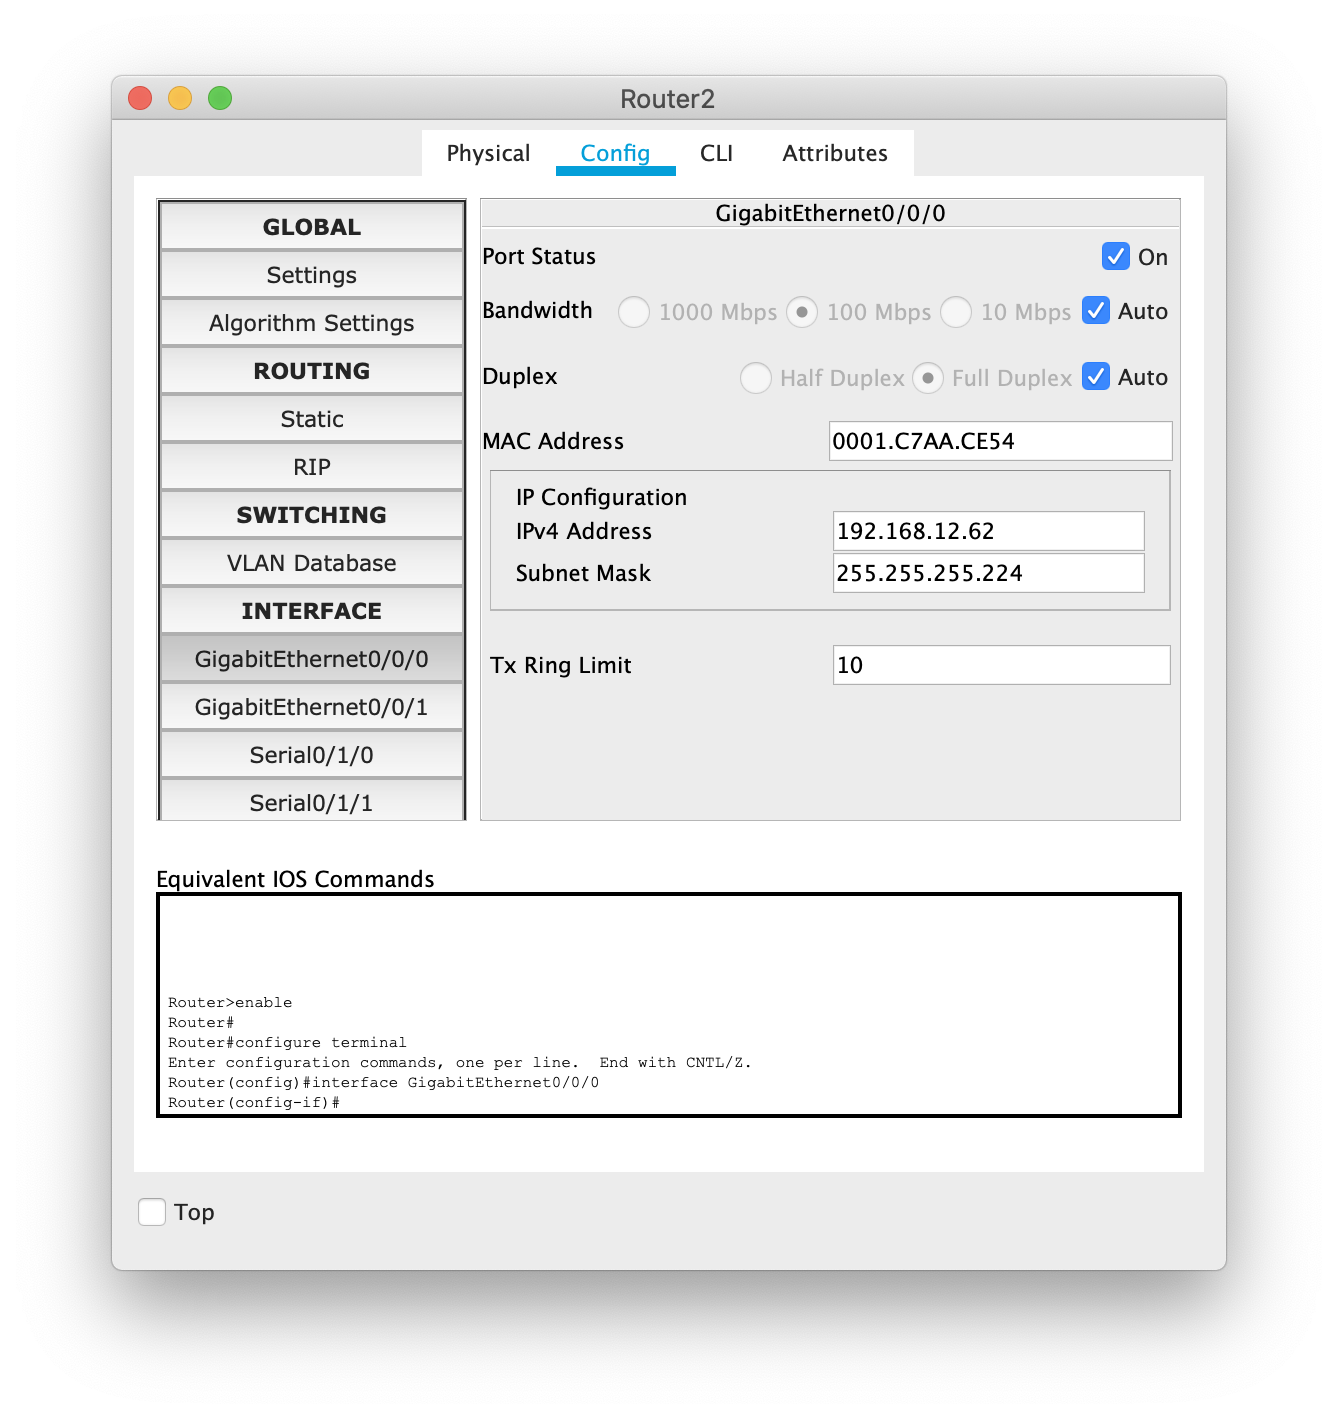 Router2
Physical Config CLI Attributes
GLOBAL
Settings
Algorithm Settings
ROUTING
Static
RIP
SWITCHING
VLAN Database
INTERFACE
GigabitEthernet0/0/0
GigabitEthernet0/0/1
Serial0/1/0
Serial0/1/1
GigabitEthernet0/0/0
Port Status On
Bandwidth 1000 Mbps 100 Mbps 10 Mbps Auto
Duplex Half Duplex Full Duplex Auto
MAC Address 0001.C7AA.CE54
IP Configuration
IPv4 Address 192.168.12.62
Subnet Mask 255.255.255.224
Tx Ring Limit 10
Equivalent IOS Commands
Router>enable
Router#
Router#configure terminal
Enter configuration commands, one per line.  End with CNTL/Z.
Router(config)#interface GigabitEthernet0/0/0
Router(config-if)#
Top